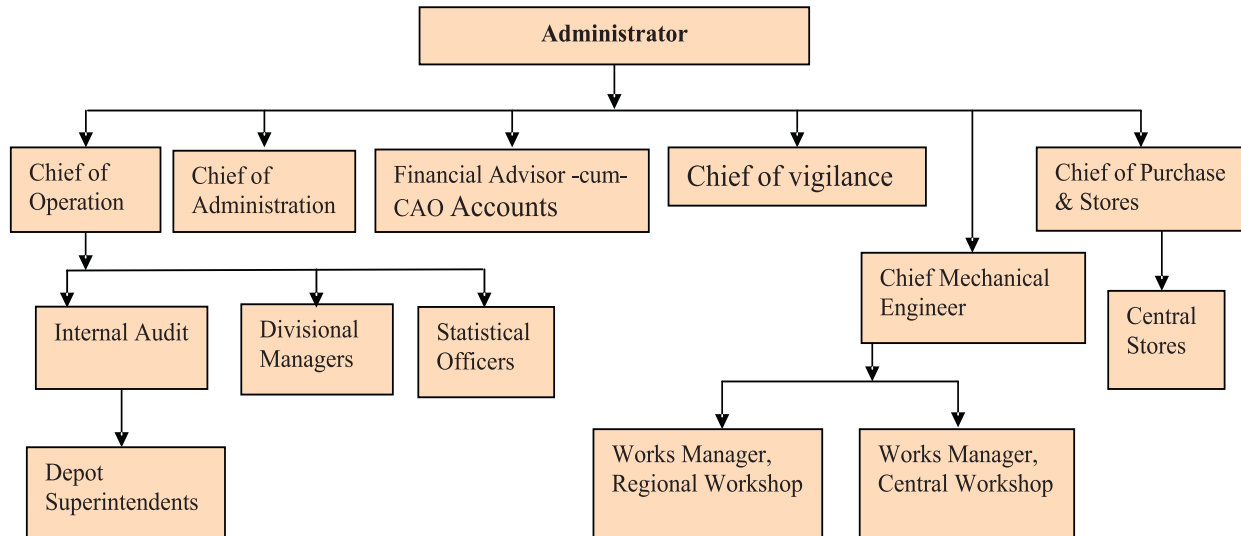 Administrator
Chief of
Operation
Chief of
Administration
Financial Advisor -cum-
CAO Accounts
Chief of vigilance
Chief of Purchase
& Stores
Chief Mechanical
Engineer
Internal Audit
Divisional
Managers
Statistical
Officers
Central
Stores
Depot
Superintendents
Works Manager,
Regional Workshop
Works Manager,
Central Workshop